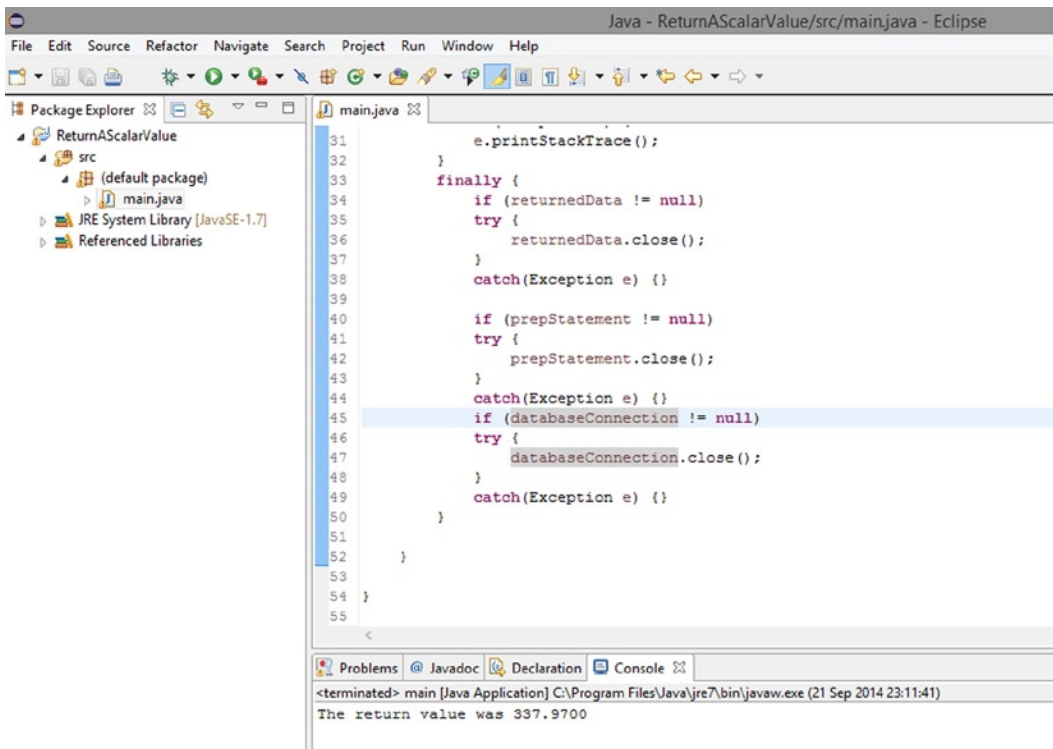 Java - ReturnAScalarValue/src/main.java - Eclipse
File Edit Source Refactor Navigate Search Project Run Window Help
Package Explorer
ReturnAScalarValue
src
(default package)
main.java
JRE System Library [JavaSE-1.7]
Referenced Libraries
main.java
31 e.printStackTrace();
32 }
33 finally {
34 if (returnedData != null)
35 try {
36 returnedData.close();
37 }
38 catch(Exception e) {}
39
40 if (prepStatement != null)
41 try {
42 prepStatement.close();
43 }
44 catch(Exception e) {}
45 if (databaseConnection != null)
46 try {
47 databaseConnection.close();
48 }
49 catch(Exception e) {}
50 }
51
52 }
53
54 }
55
Problems @ Javadoc Declaration Console
<terminated> main [Java Application] C:\Program Files\Java\jre7\bin\javaw.exe (21 Sep 2014 23:11:41)
The return value was 337.9700